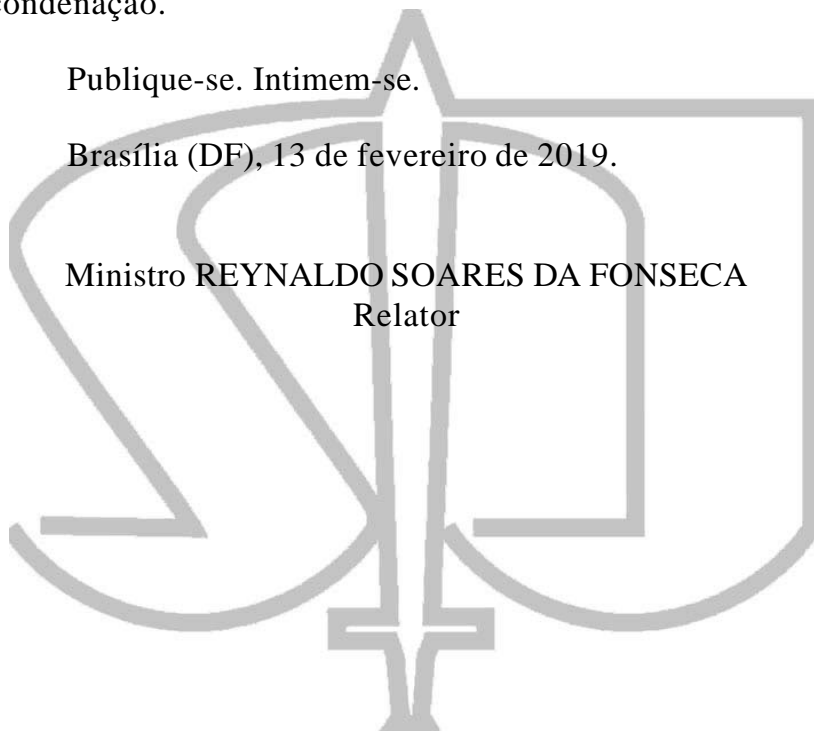 condenação.
Publique-se. Intimem-se.
Brasília (DF), 13 de fevereiro de 2019.
Ministro REYNALDO SOARES DA FONSECA
Relator